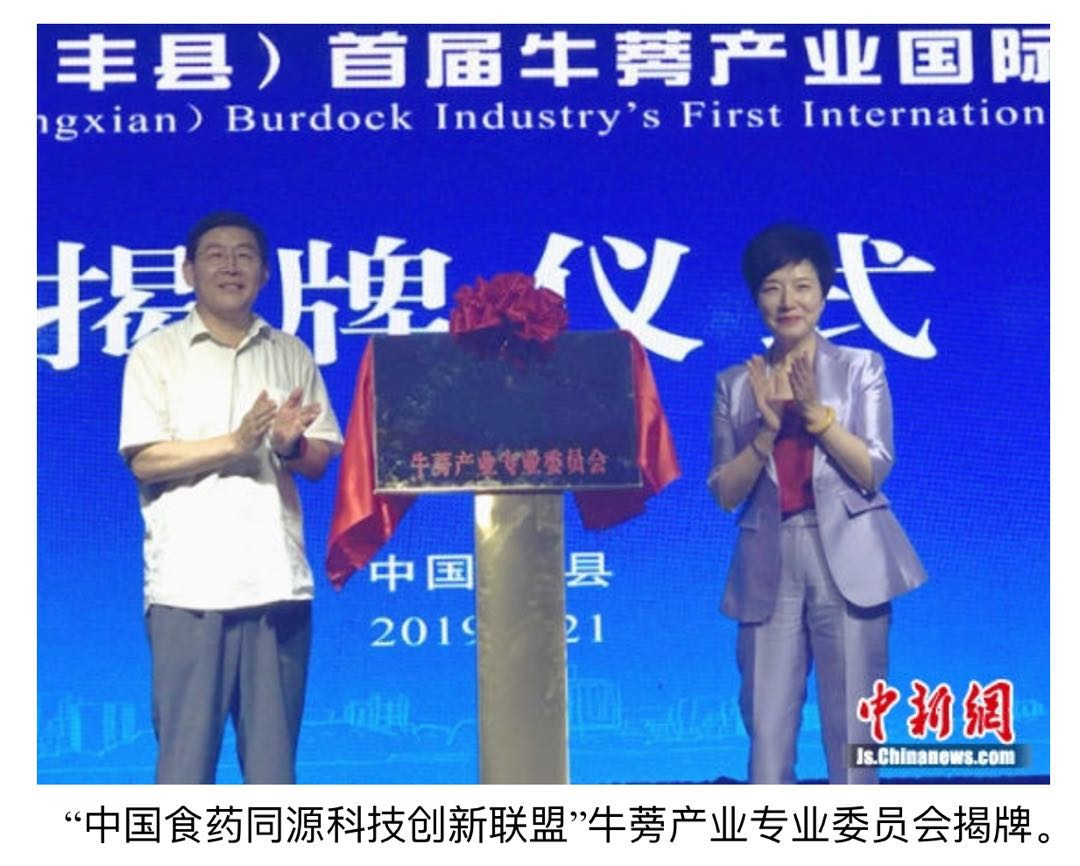 丰县）首届牛蒡产业国际
ngxian）Burdock Industry's First Internation
揭牌仪式
牛蒡产业专业委员会
中国 县
2019 21
中新網
Js.Chinanews.com
“中国食药同源科技创新联盟”牛蒡产业专业委员会揭牌。